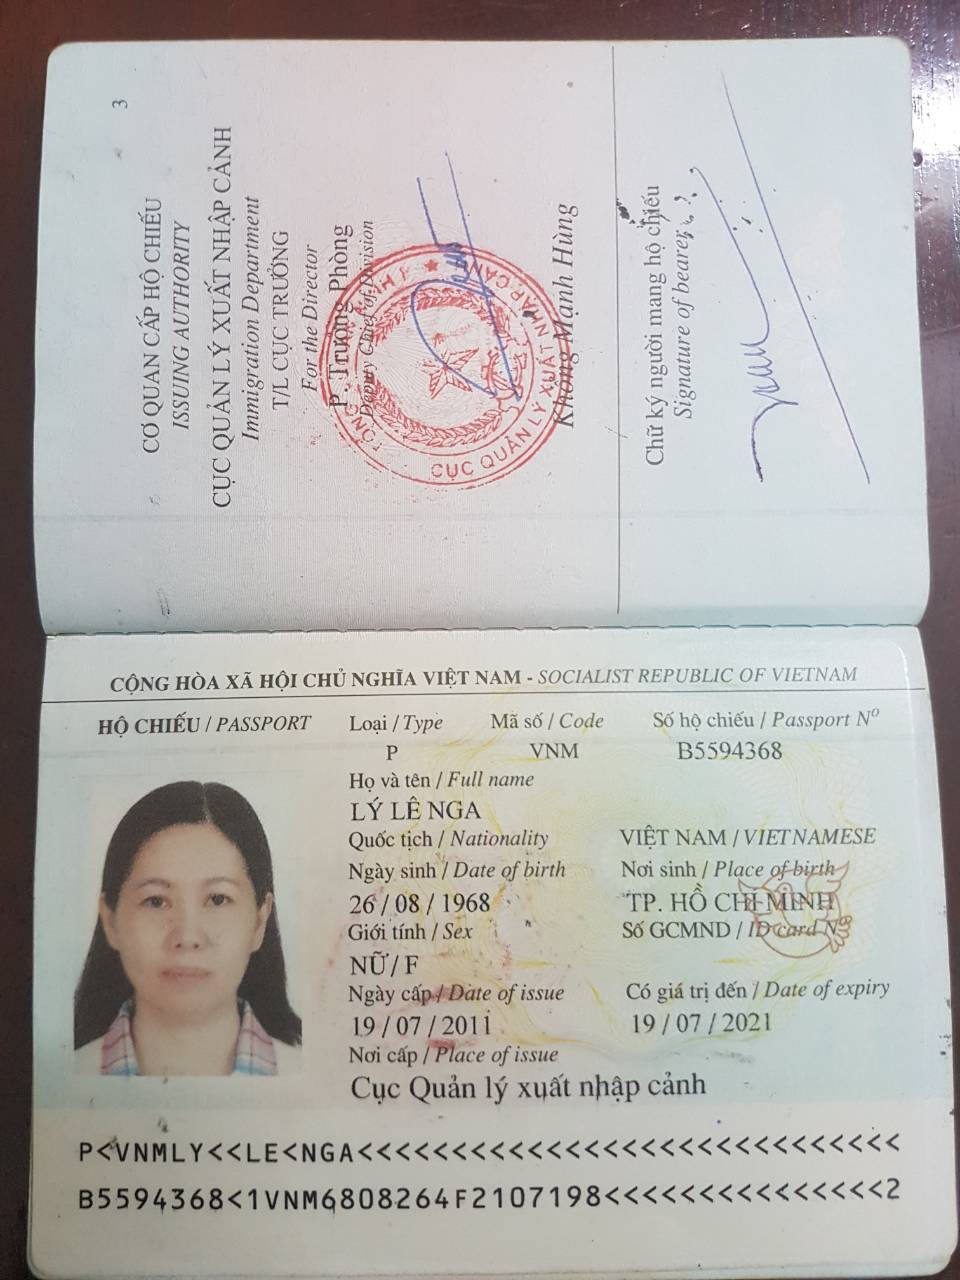 3
CƠ QUAN CẤP HỘ CHIẾU
ISSUING AUTHORITY
CỤC QUẢN LÝ XUẤT NHẬP CẢNH
Immigration Department
T/L CỤC TRƯỞNG
For the Director
P. Trưởng Phòng
Deputy Chief of Division
CỤC QUẢN LÝ XUẤT NHẬP CẢNH
Khổng Mạnh Hùng
Chữ ký người mang hộ chiếu
Signature of bearer
CỘNG HÒA XÃ HỘI CHỦ NGHĨA VIỆT NAM - SOCIALIST REPUBLIC OF VIETNAM
HỘ CHIẾU / PASSPORT Loại / Type Mã số / Code Số hộ chiếu / Passport Nº
P VNM B5594368
Họ và tên / Full name
LÝ LÊ NGA
Quốc tịch / Nationality VIỆT NAM / VIETNAMESE
Ngày sinh / Date of birth Nơi sinh / Place of birth
26 / 08 / 1968 TP. HỒ CHÍ MINH
Giới tính / Sex Số GCMND / ID card Nº
NỮ / F
Ngày cấp / Date of issue Có giá trị đến / Date of expiry
19 / 07 / 2011 19 / 07 / 2021
Nơi cấp / Place of issue
Cục Quản lý xuất nhập cảnh
P<VNMLY<<LE<NGA<<<<<<<<<<<<<<<<<<<<<<<<<<<<<
B5594368<1VNM6808264F2107198<<<<<<<<<<<<<<<2